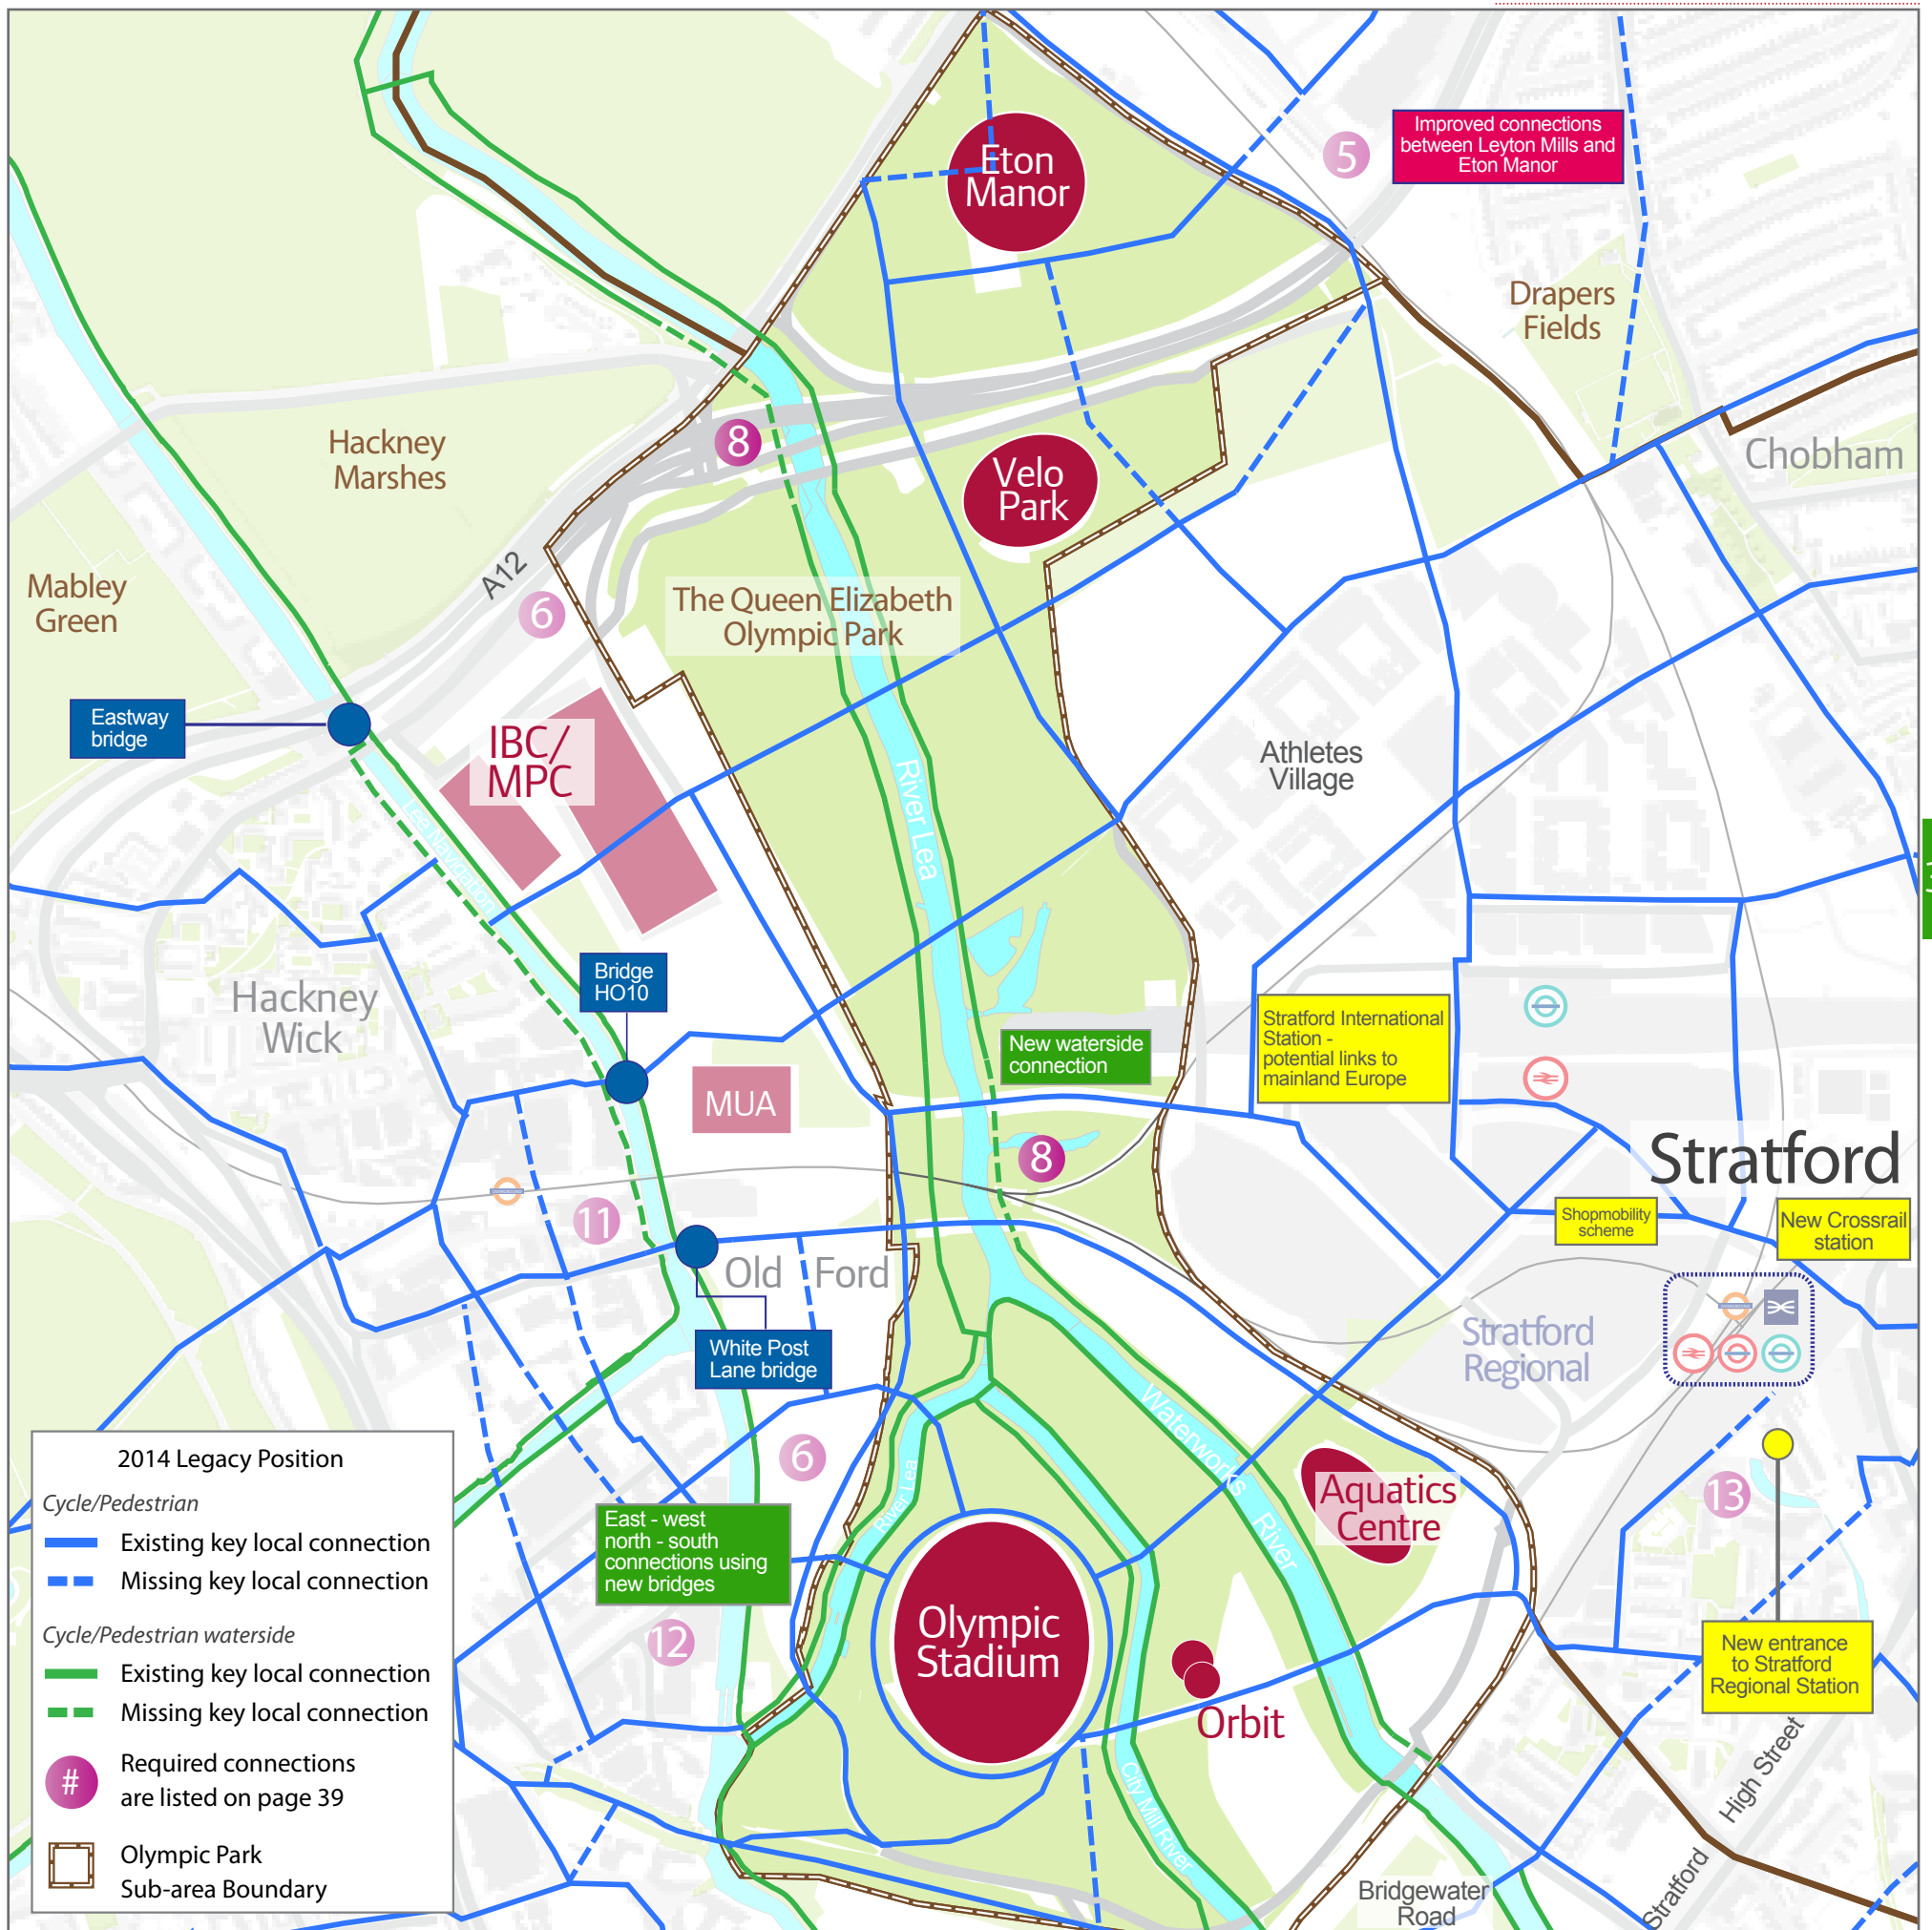 Eton
Manor
5
Improved connections
between Leyton Mills and
Eton Manor
Drapers
Fields
Hackney
Marshes
8
Velo
Park
Chobham
A12
Mabley
Green
6
The Queen Elizabeth
Olympic Park
Eastway
bridge
IBC/
MPC
Athletes
Village
River Lea
Lee Navigation
Bridge
HO10
Hackney
Wick
New waterside
connection
Stratford International
Station -
potential links to
mainland Europe
MUA
8
Stratford
11
Shopmobility
scheme
New Crossrail
station
Old Ford
White Post
Lane bridge
Stratford
Regional
Waterworks River
6
River Lea
Aquatics
Centre
13
East - west
north - south
connections using
new bridges
12
Olympic
Stadium
Orbit
New entrance
to Stratford
Regional Station
City Mill River
High Street
Stratford
Bridgewater
Road
2014 Legacy Position
Cycle/Pedestrian
Existing key local connection
Missing key local connection
Cycle/Pedestrian waterside
Existing key local connection
Missing key local connection
#
Required connections
are listed on page 39
Olympic Park
Sub-area Boundary